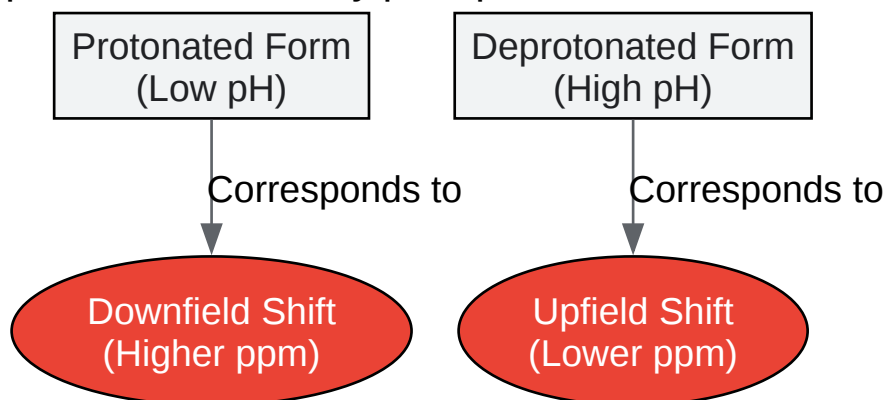 Protonated Form
(Low pH)
Deprotonated Form
(High pH)
Corresponds to
Corresponds to
Downfield Shift
(Higher ppm)
Upfield Shift
(Lower ppm)